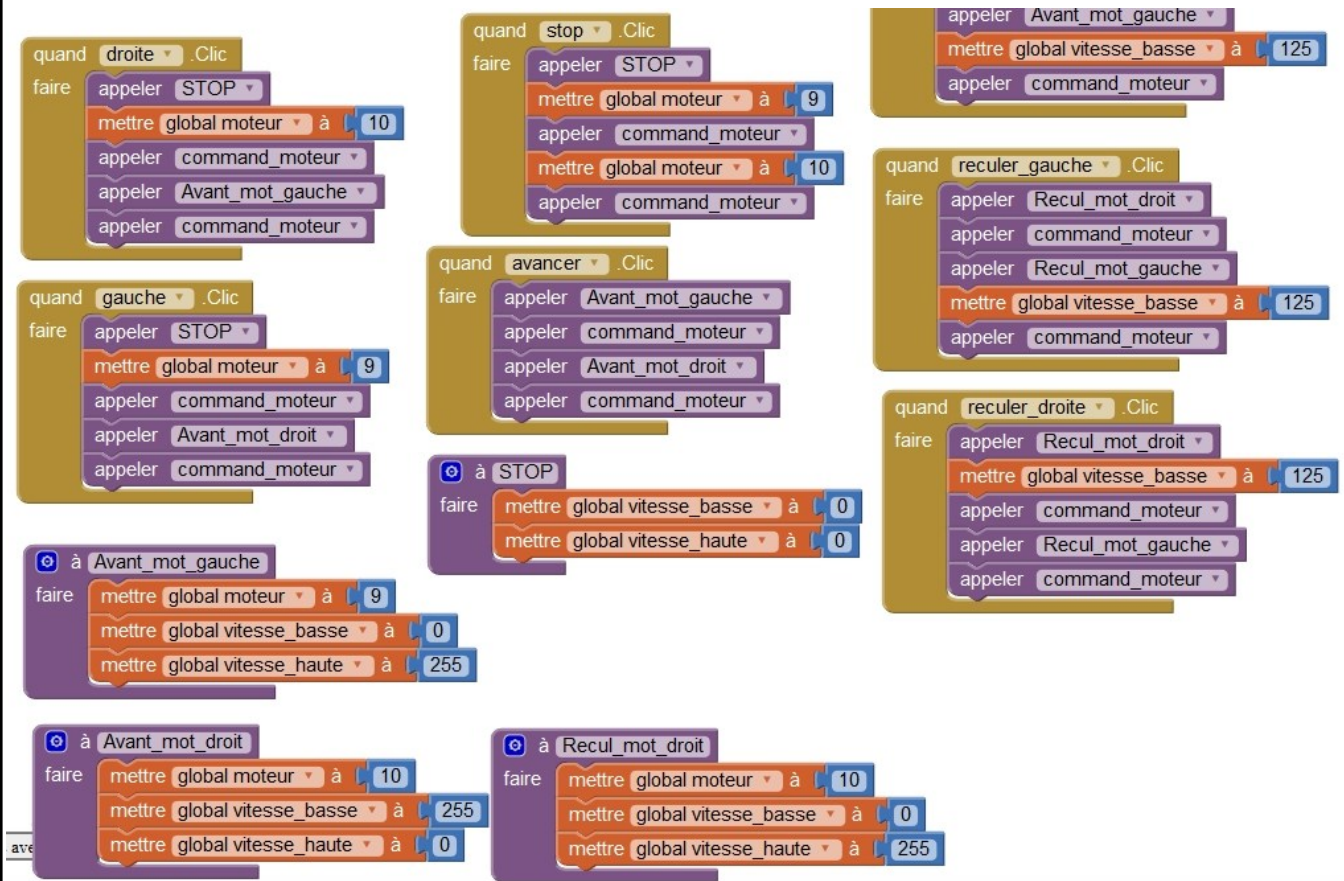 quand droite .Clic
faire appeler STOP
mettre global moteur à 10
appeler command_moteur
appeler Avant_mot_gauche
appeler command_moteur
quand gauche .Clic
faire appeler STOP
mettre global moteur à 9
appeler command_moteur
appeler Avant_mot_droit
appeler command_moteur
à Avant_mot_gauche
faire mettre global moteur à 9
mettre global vitesse_basse à 0
mettre global vitesse_haute à 255
à Avant_mot_droit
faire mettre global moteur à 10
mettre global vitesse_basse à 255
mettre global vitesse_haute à 0
ave
quand stop .Clic
faire appeler STOP
mettre global moteur à 9
appeler command_moteur
mettre global moteur à 10
appeler command_moteur
quand avancer .Clic
faire appeler Avant_mot_gauche
appeler command_moteur
appeler Avant_mot_droit
appeler command_moteur
à STOP
faire mettre global vitesse_basse à 0
mettre global vitesse_haute à 0
à Recul_mot_droit
faire mettre global moteur à 10
mettre global vitesse_basse à 0
mettre global vitesse_haute à 255
appeler Avant_mot_gauche
mettre global vitesse_basse à 125
appeler command_moteur
quand reculer_gauche .Clic
faire appeler Recul_mot_droit
appeler command_moteur
appeler Recul_mot_gauche
mettre global vitesse_basse à 125
appeler command_moteur
quand reculer_droite .Clic
faire appeler Recul_mot_droit
mettre global vitesse_basse à 125
appeler command_moteur
appeler Recul_mot_gauche
appeler command_moteur